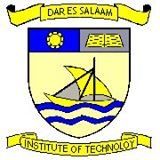 DAR ES SALAAM
INSTITUTE OF TECHNOLOY